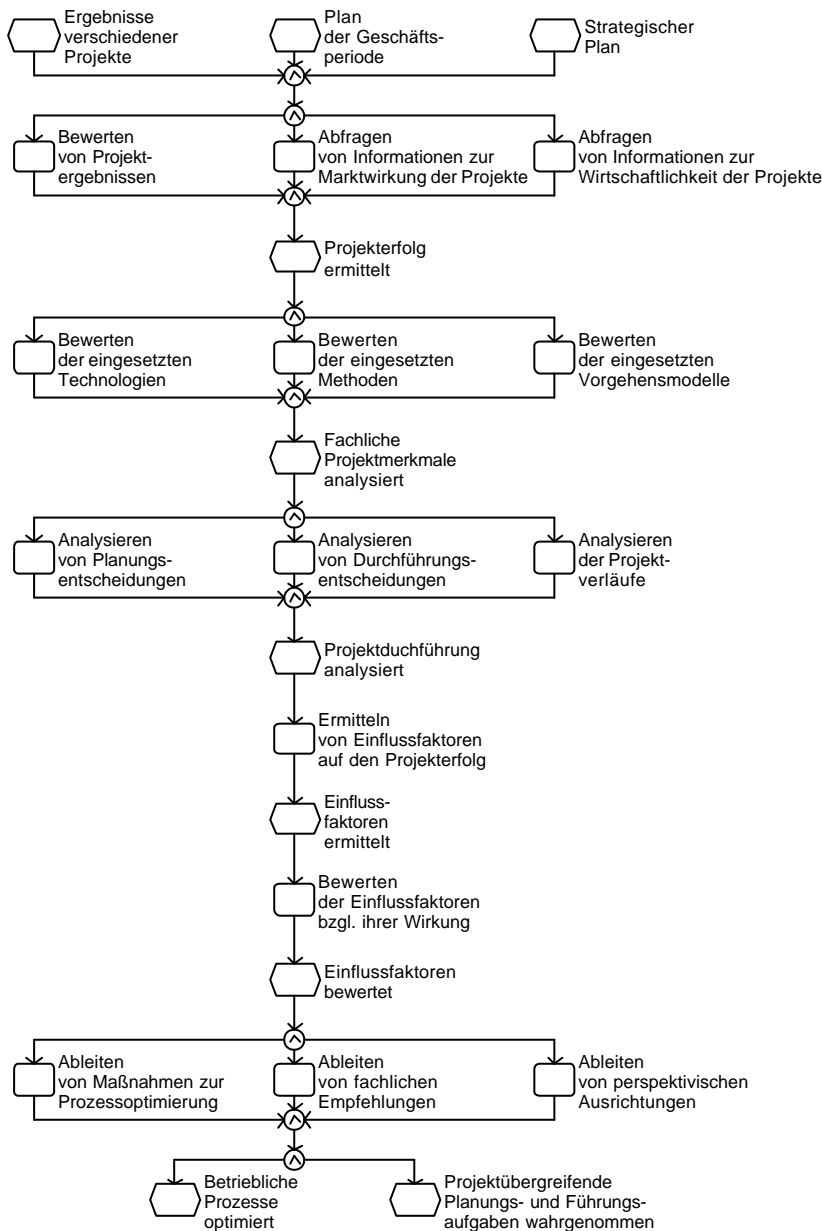 Ergebnisse
verschiedener
Projekte
Plan
der Geschäfts-
periode
Strategischer
Plan
Bewerten
von Projekt-
ergebnissen
Abfragen
von Informationen zur
Marktwirkung der Projekte
Abfragen
von Informationen zur
Wirtschaftlichkeit der Projekte
Projekterfolg
ermittelt
Bewerten
der eingesetzten
Technologien
Bewerten
der eingesetzten
Methoden
Bewerten
der eingesetzten
Vorgehensmodelle
Fachliche
Projektmerkmale
analysiert
Analysieren
von Planungs-
entscheidungen
Analysieren
von Durchführungs-
entscheidungen
Analysieren
der Projekt-
verläufe
Projektduchführung
analysiert
Ermitteln
von Einflussfaktoren
auf den Projekterfolg
Einfluss-
faktoren
ermittelt
Bewerten
der Einflussfaktoren
bzgl. ihrer Wirkung
Einflussfaktoren
bewertet
Ableiten
von Maßnahmen zur
Prozessoptimierung
Ableiten
von fachlichen
Empfehlungen
Ableiten
von perspektivischen
Ausrichtungen
Betriebliche
Prozesse
optimiert
Projektübergreifende
Planungs- und Führungs-
aufgaben wahrgenommen